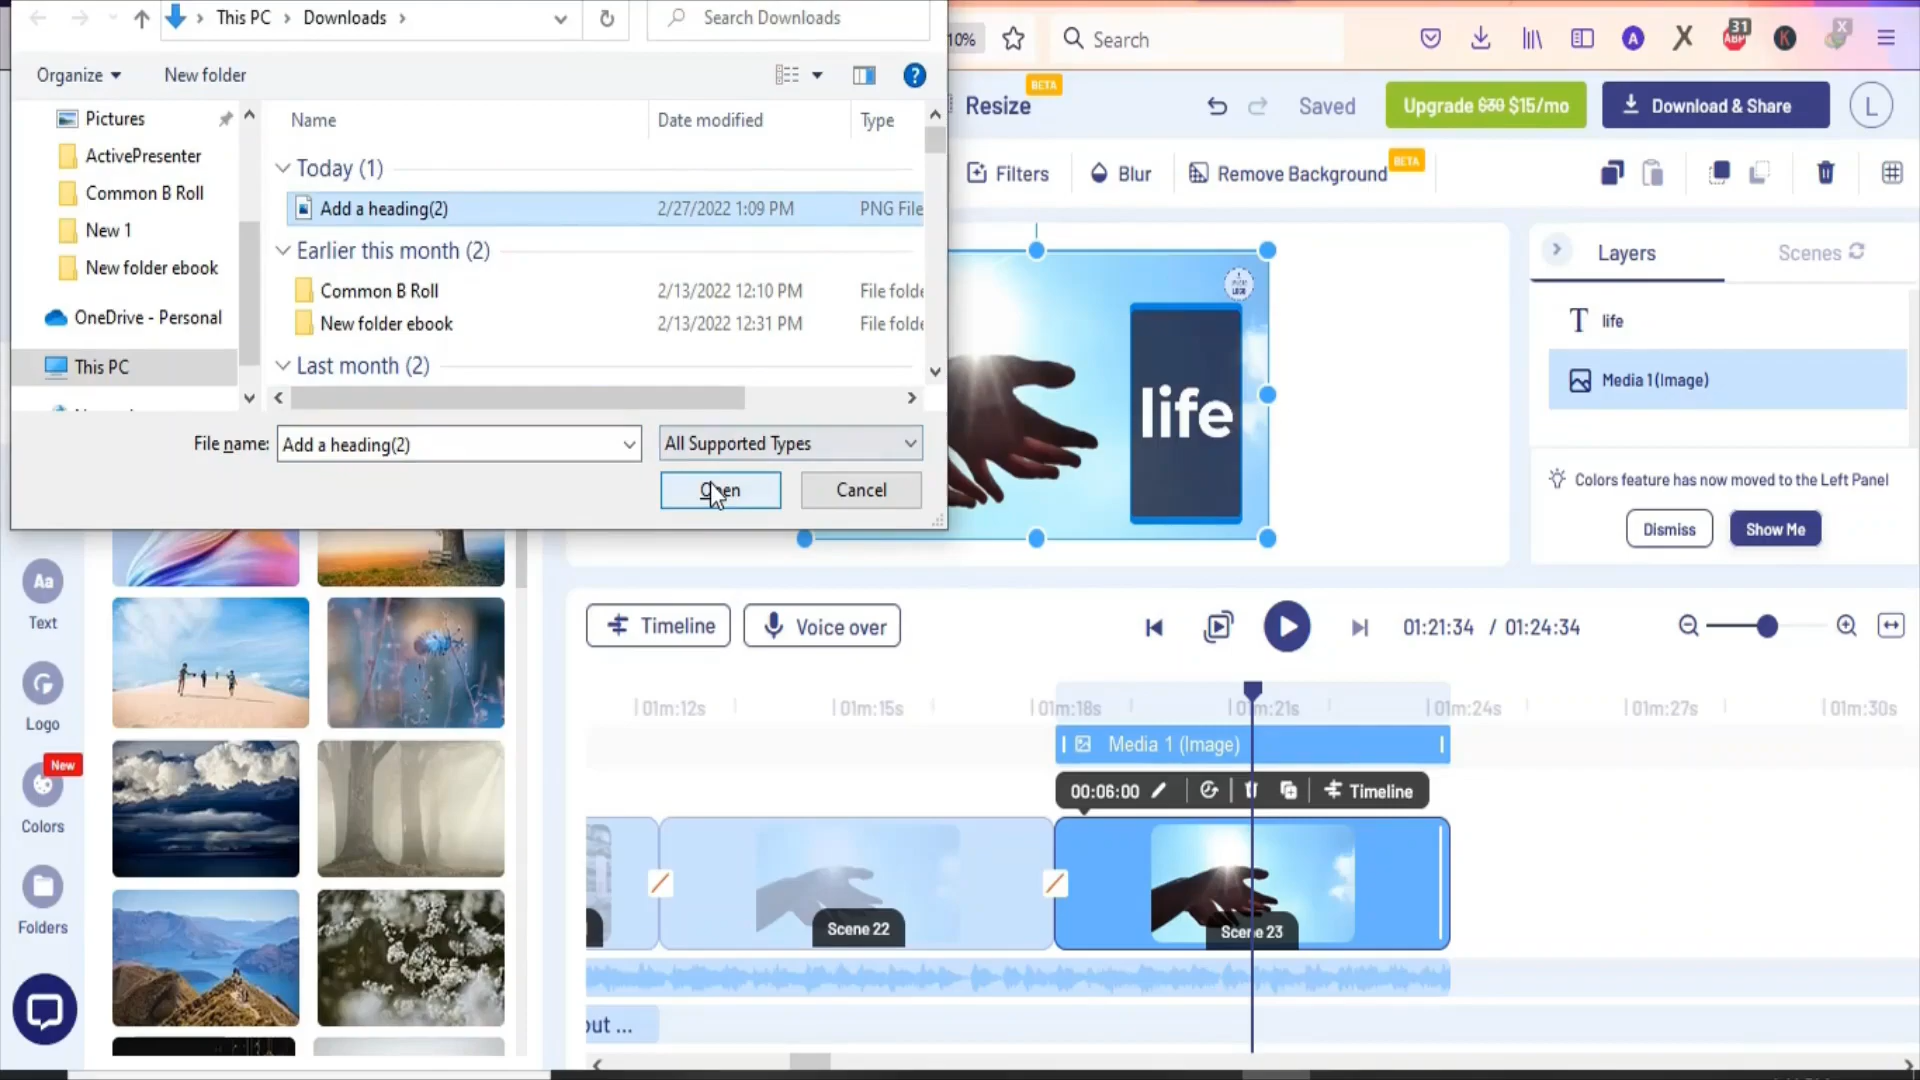 This PC > Downloads >
Search Downloads
10%
Search
31
ABP
A
K
X
Organize
New folder
?
BETA
Resize
Saved
Upgrade $30 $15/mo
Download & Share
L
Pictures
ActivePresenter
Common B Roll
New 1
New folder ebook
OneDrive - Personal
This PC
Name
Date modified
Type
Today (1)
Add a heading(2)
2/27/2022 1:09 PM
PNG File
Earlier this month (2)
Common B Roll
2/13/2022 12:10 PM
File folde
New folder ebook
2/13/2022 12:31 PM
File folde
Last month (2)
File name:
Add a heading(2)
All Supported Types
Open
Cancel
Filters
Blur
Remove Background
BETA
Layers
Scenes
life
Media 1(Image)
LOGO
life
Colors feature has now moved to the Left Panel
Dismiss
Show Me
Aa
Text
Logo
New
Colors
Folders
Timeline
Voice over
01:21:34 / 01:24:34
01m:12s
01m:15s
01m:18s
01m:21s
01m:24s
01m:27s
01m:30s
Media 1 (Image)
00:06:00
Timeline
Scene 22
Scene 23
out ...